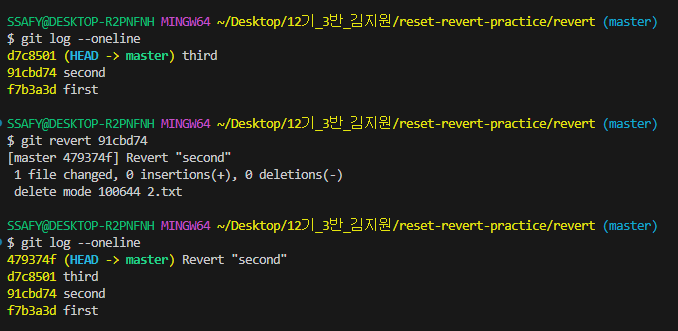 SSAFY@DESKTOP-R2PNFNH MINGW64 ~/Desktop/12기_3반_김지원/reset-revert-practice/revert (master)
$ git log --oneline
d7c8501 (HEAD -> master) third
91cbd74 second
f7b3a3d first
SSAFY@DESKTOP-R2PNFNH MINGW64 ~/Desktop/12기_3반_김지원/reset-revert-practice/revert (master)
$ git revert 91cbd74
[master 479374f] Revert "second"
1 file changed, 0 insertions(+), 0 deletions(-)
delete mode 100644 2.txt
SSAFY@DESKTOP-R2PNFNH MINGW64 ~/Desktop/12기_3반_김지원/reset-revert-practice/revert (master)
$ git log --oneline
479374f (HEAD -> master) Revert "second"
d7c8501 third
91cbd74 second
f7b3a3d first